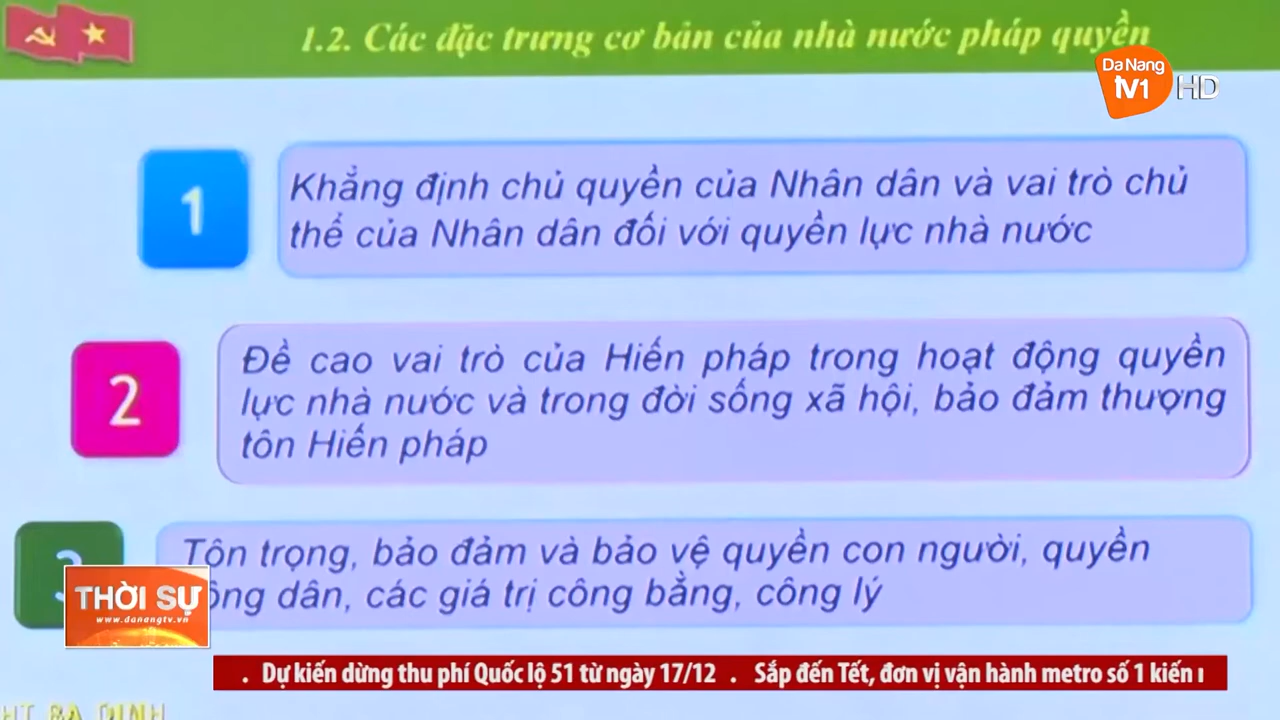 1.2. Các đặc trưng cơ bản của nhà nước pháp quyền
Da Nang
TV1 HD
1
Khẳng định chủ quyền của Nhân dân và vai trò chủ
thể của Nhân dân đối với quyền lực nhà nước
2
Đề cao vai trò của Hiến pháp trong hoạt động quyền
lực nhà nước và trong đời sống xã hội, bảo đảm thượng
tôn Hiến pháp
3
Tôn trọng, bảo đảm và bảo vệ quyền con người, quyền
dân, các giá trị công bằng, công lý
THỜI SỰ
www.danangtv.vn
. Dự kiến dừng thu phí Quốc lộ 51 từ ngày 17/12 . Sắp đến Tết, đơn vị vận hành metro số 1 kiến